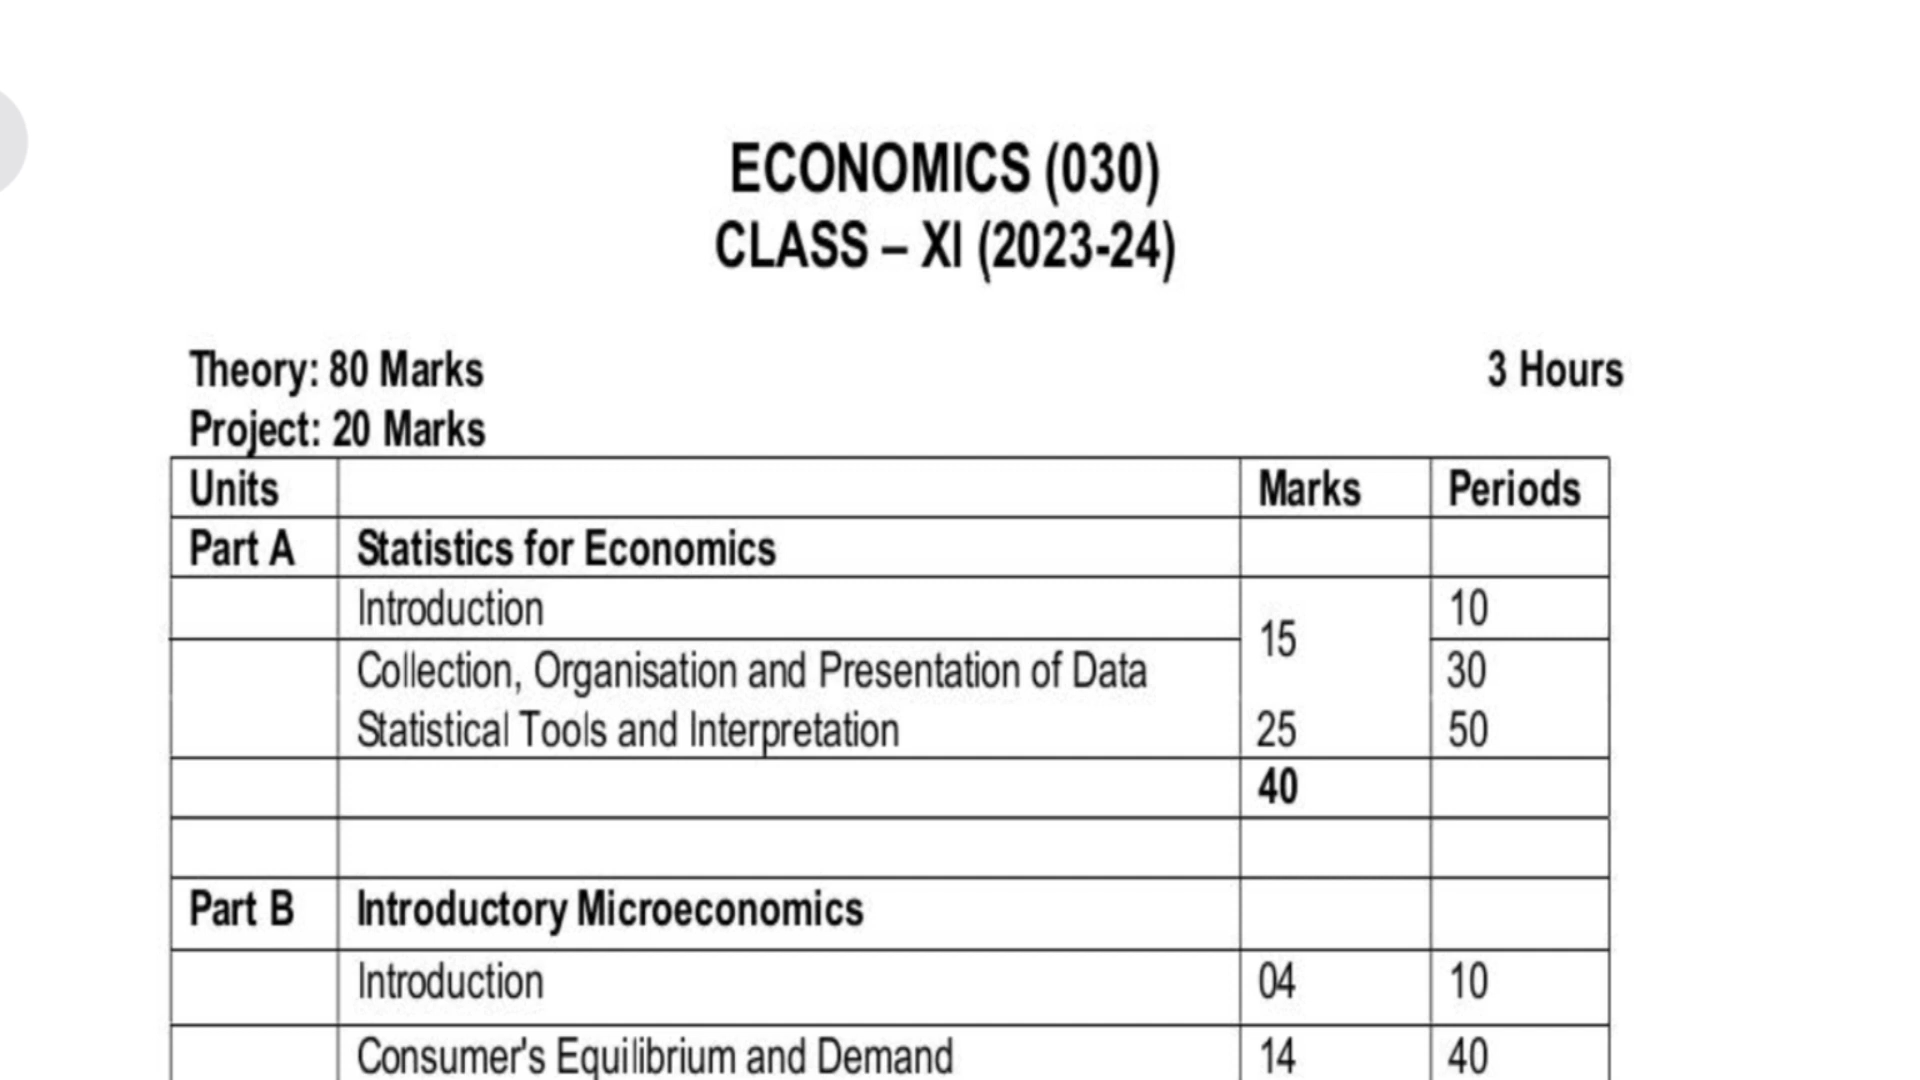 ECONOMICS (030)
CLASS – XI (2023-24)
Theory: 80 Marks 3 Hours
Project: 20 Marks
Units Marks Periods
Part A Statistics for Economics
Introduction 10
15
Collection, Organisation and Presentation of Data 30
Statistical Tools and Interpretation 25 50
40
Part B Introductory Microeconomics
Introduction 04 10
Consumer's Equilibrium and Demand 14 40